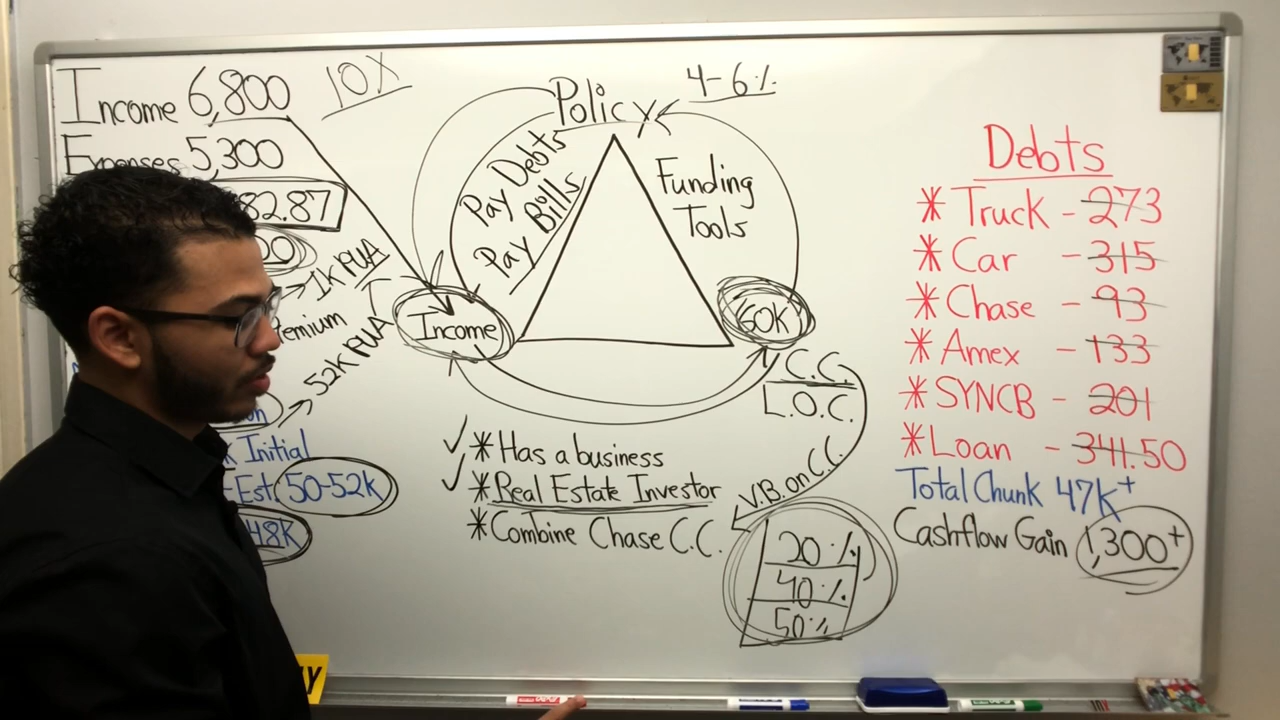 Income 6,800
10X
Expenses 5,300
82.87
1k PUA
Premium
52k PUA
Initial
Est. 50-52k
48k
Policy
4-6%
Pay Debts
Pay Bills
Funding
Tools
Income
60K
C.C.
L.O.C.
V.B. on C.C.
20%
40%
50%
✓ * Has a business
✓ * Real Estate Investor
* Combine Chase C.C.
Debts
* Truck - 273
* Car - 315
* Chase - 93
* Amex - 133
* SYNCB - 201
* Loan - 341.50
Total Chunk 47k+
Cashflow Gain 1,300+